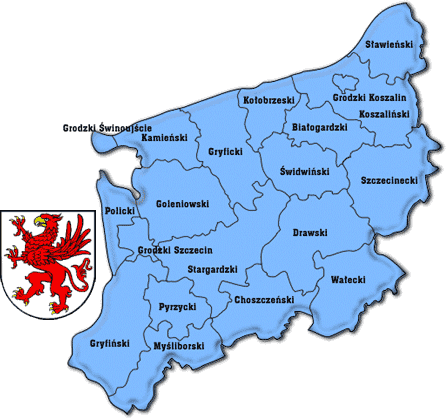 Sławieński
Kołobrzeski
Grodzki Koszalin
Koszaliński
Grodzki Świnoujście
Kamieński
Białogardzki
Gryficki
Świdwiński
Szczecinecki
Goleniowski
Policki
Drawski
Grodzki Szczecin
Stargardzki
Wałecki
Choszczeński
Pyrzycki
Gryfiński
Myśliborski